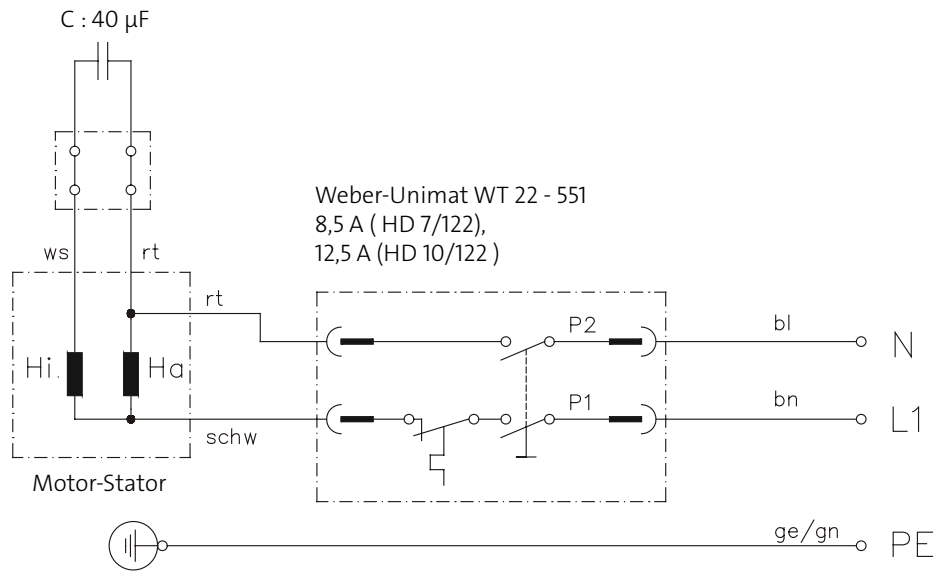 C : 40 µF
Weber-Unimat WT 22 - 551
8,5 A ( HD 7/122),
12,5 A (HD 10/122 )
ws
rt
rt
P2
bl
N
Hi.
Ha
P1
bn
L1
schw
Motor-Stator
ge/gn
PE